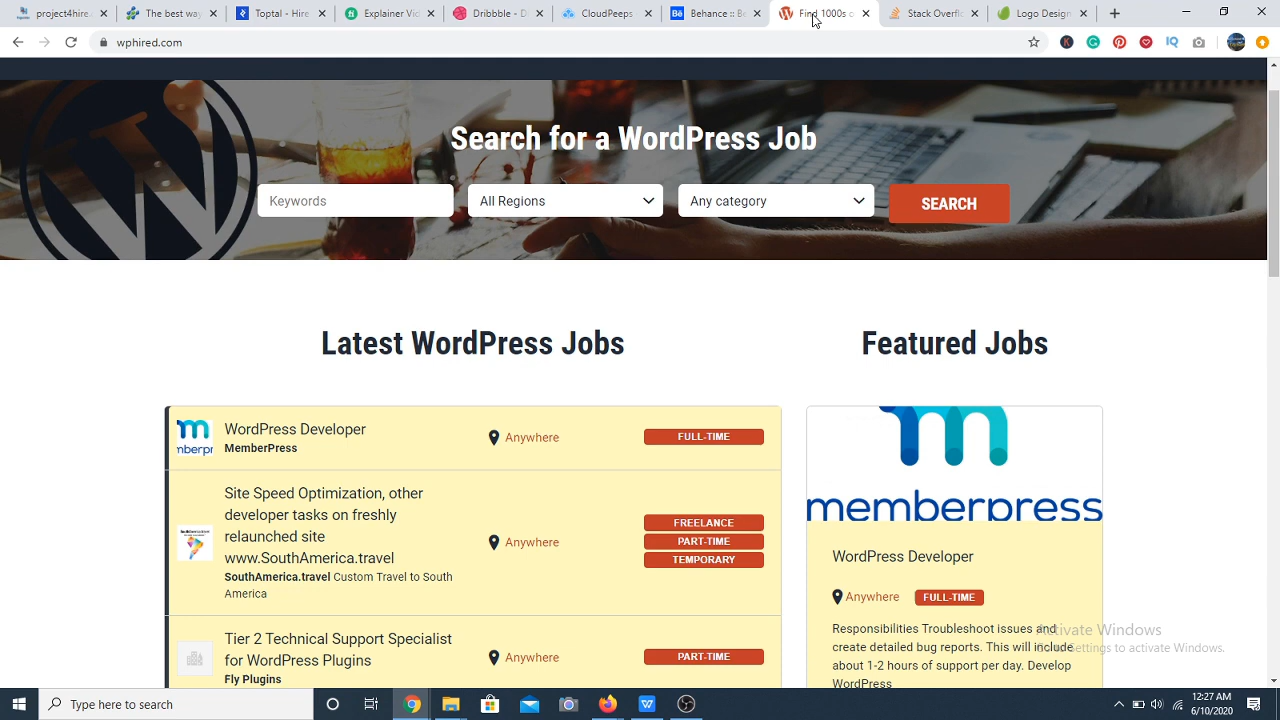 project4hire
The best way
Toptal - Hire
Explainer Vic
Dribbble - D
CloudPeeps
Behance :: Be
Find 1000s o
Stack Overfl
Logo Design
wphired.com
Search for a WordPress Job
Keywords
All Regions
Any category
SEARCH
Latest WordPress Jobs
Featured Jobs
WordPress Developer
MemberPress
Anywhere
FULL-TIME
Site Speed Optimization, other
developer tasks on freshly
relaunched site
www.SouthAmerica.travel
SouthAmerica.travel Custom Travel to South
America
Anywhere
FREELANCE
PART-TIME
TEMPORARY
Tier 2 Technical Support Specialist
for WordPress Plugins
Fly Plugins
Anywhere
PART-TIME
memberpress
WordPress Developer
Anywhere
FULL-TIME
Responsibilities Troubleshoot issues and
create detailed bug reports. This will include
about 1-2 hours of support per day. Develop
WordPress
Activate Windows
Go to Settings to activate Windows.
Type here to search
12:27 AM
6/10/2020